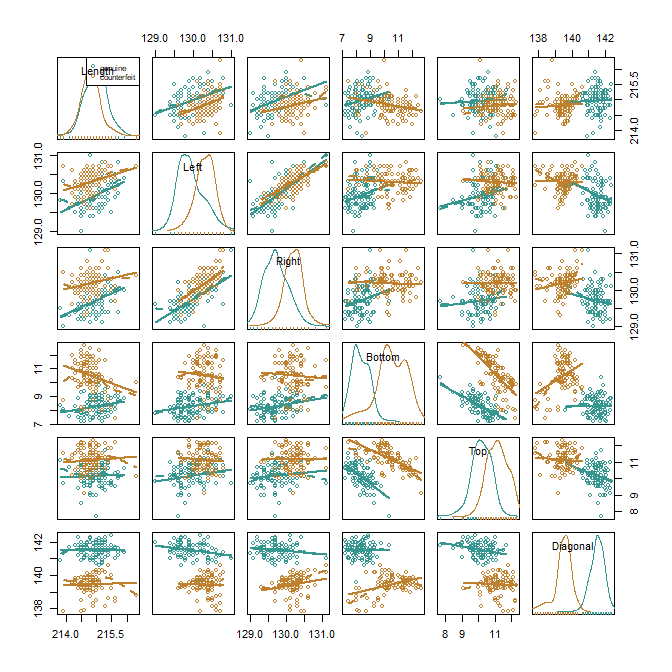 129.0 130.0 131.0
7 9 11
138 140 142
Length
genuine
counterfeit
214.0 215.5
Left
129.0 130.0 131.0
Right
129.0 130.0 131.0
Bottom
7 9 11
Top
8 9 11
Diagonal
138 140 142
214.0 215.5
129.0 130.0 131.0
8 9 11